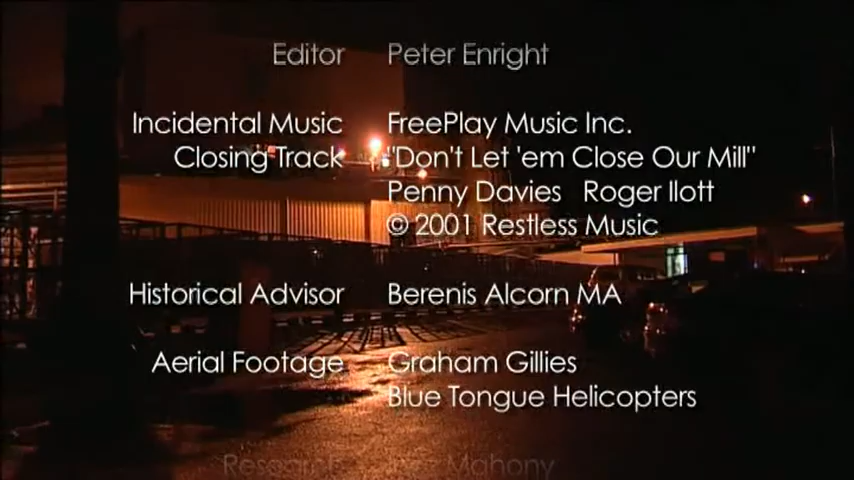 Editor Peter Enright
Incidental Music FreePlay Music Inc.
Closing Track "Don't Let 'em Close Our Mill"
Penny Davies Roger Ilott
© 2001 Restless Music
Historical Advisor Berenis Alcorn MA
Aerial Footage Graham Gillies
Blue Tongue Helicopters
Mahony